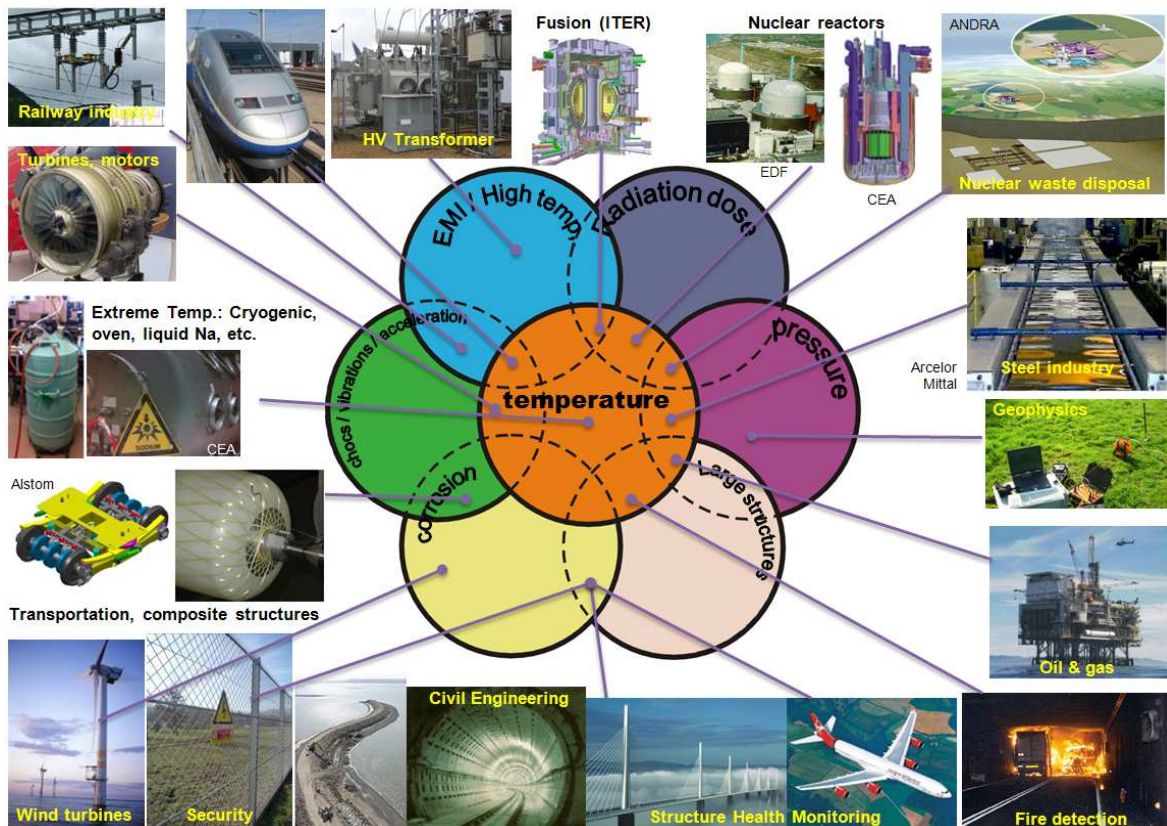 Fusion (ITER)
Nuclear reactors
ANDRA
Railway industry
HV Transformer
Turbines, motors
EDF
CEA
Nuclear waste disposal
EMI / High temp,
Radiation dose
Extreme Temp.: Cryogenic,
oven, liquid Na, etc.
chocs / vibrations / acceleration
pressure
Arcelor
Mittal
Steel industry
temperature
Geophysics
SODIUM
CEA
Alstom
corrosion
Large structures
Transportation, composite structures
Oil & gas
Civil Engineering
Wind turbines
Security
Structure Health
Monitoring
Fire detection